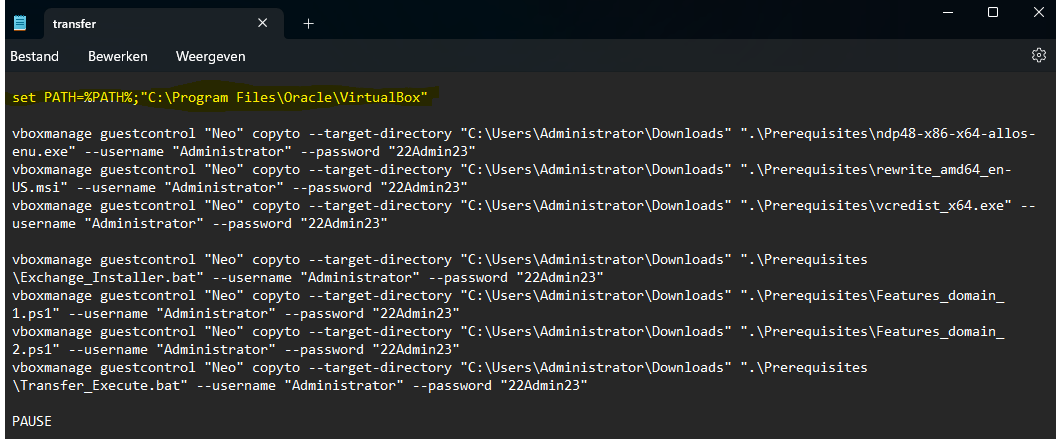 transfer
Bestand Bewerken Weergeven
set PATH=%PATH%;"C:\Program Files\Oracle\VirtualBox"
vboxmanage guestcontrol "Neo" copyto --target-directory "C:\Users\Administrator\Downloads" ".\Prerequisites\ndp48-x86-x64-allos-
enu.exe" --username "Administrator" --password "22Admin23"
vboxmanage guestcontrol "Neo" copyto --target-directory "C:\Users\Administrator\Downloads" ".\Prerequisites\rewrite_amd64_en-
US.msi" --username "Administrator" --password "22Admin23"
vboxmanage guestcontrol "Neo" copyto --target-directory "C:\Users\Administrator\Downloads" ".\Prerequisites\vcredist_x64.exe" --
username "Administrator" --password "22Admin23"
vboxmanage guestcontrol "Neo" copyto --target-directory "C:\Users\Administrator\Downloads" ".\Prerequisites
\Exchange_Installer.bat" --username "Administrator" --password "22Admin23"
vboxmanage guestcontrol "Neo" copyto --target-directory "C:\Users\Administrator\Downloads" ".\Prerequisites\Features_domain_
1.ps1" --username "Administrator" --password "22Admin23"
vboxmanage guestcontrol "Neo" copyto --target-directory "C:\Users\Administrator\Downloads" ".\Prerequisites\Features_domain_
2.ps1" --username "Administrator" --password "22Admin23"
vboxmanage guestcontrol "Neo" copyto --target-directory "C:\Users\Administrator\Downloads" ".\Prerequisites
\Transfer_Execute.bat" --username "Administrator" --password "22Admin23"
PAUSE